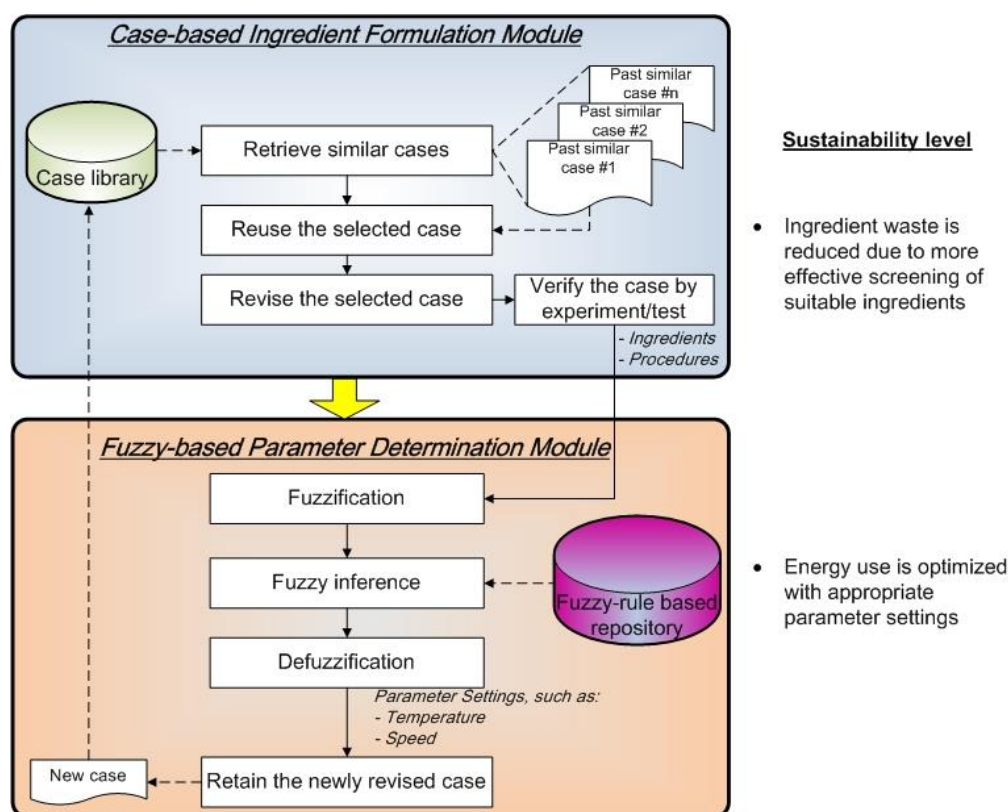 Case-based Ingredient Formulation Module
Past similar
case #n
Past similar
case #2
Past similar
case #1
Case library
Retrieve similar cases
Reuse the selected case
Revise the selected case
Verify the case by
experiment/test
- Ingredients
- Procedures
Sustainability level
• Ingredient waste is
reduced due to more
effective screening of
suitable ingredients
Fuzzy-based Parameter Determination Module
Fuzzification
Fuzzy inference
Fuzzy-rule based
repository
Defuzzification
Parameter Settings, such as:
- Temperature
- Speed
New case
Retain the newly revised case
• Energy use is optimized
with appropriate
parameter settings